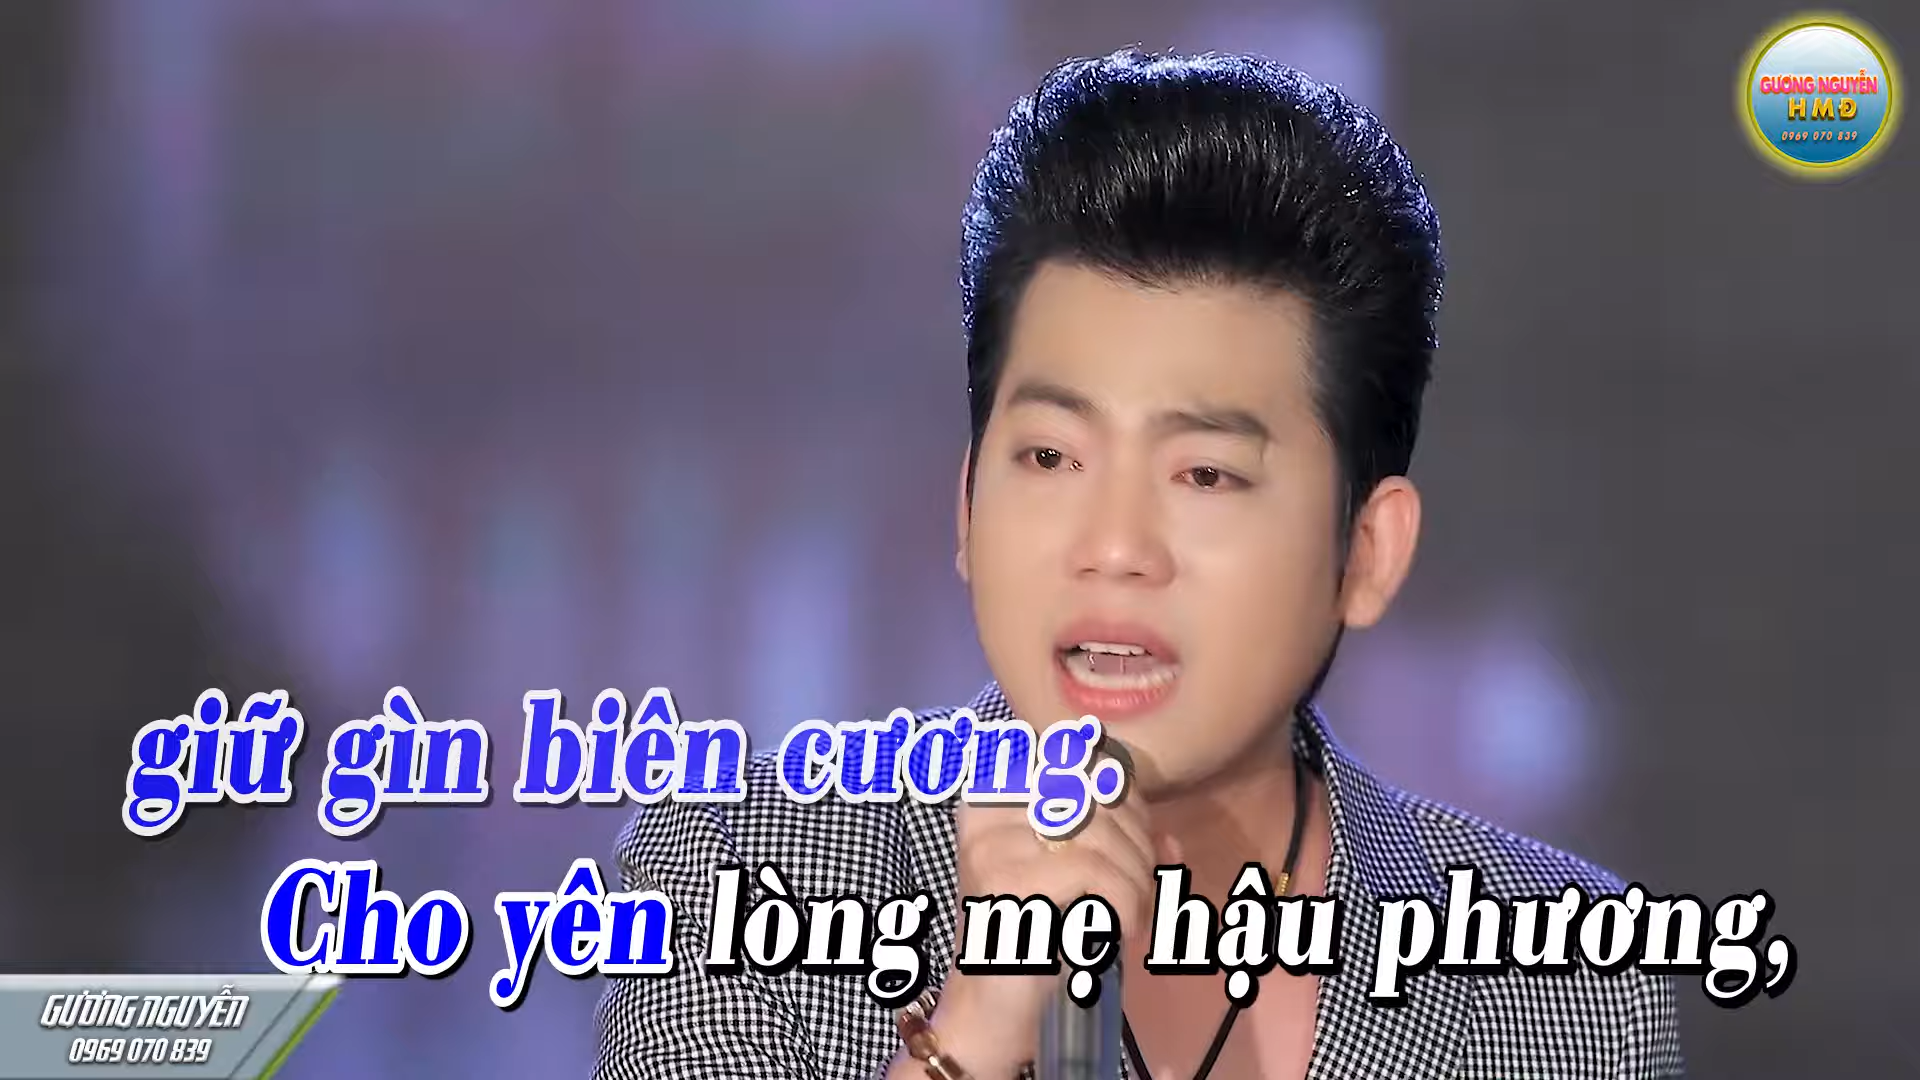 GƯƠNG NGUYỄN
HMĐ
0969 070 839
giữ gìn biên cương.
Cho yên lòng mẹ hậu phương,
GƯƠNG NGUYỄN
0969 070 839